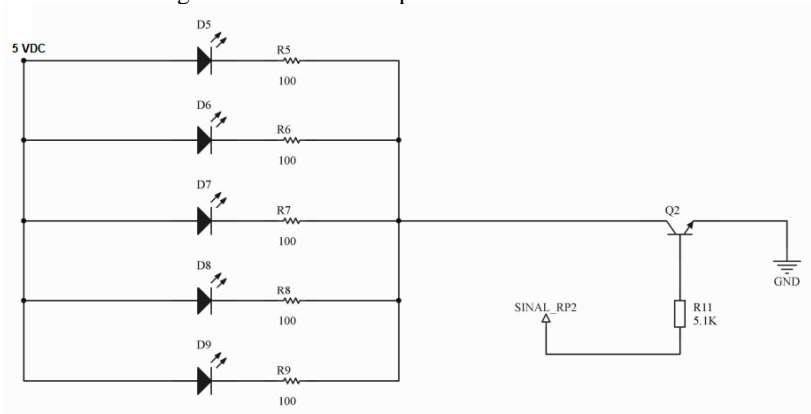 5 VDC
D5
R5
100
D6
R6
100
D7
R7
100
D8
R8
100
D9
R9
100
Q2
GND
SINAL_RP2
R11
5.1K